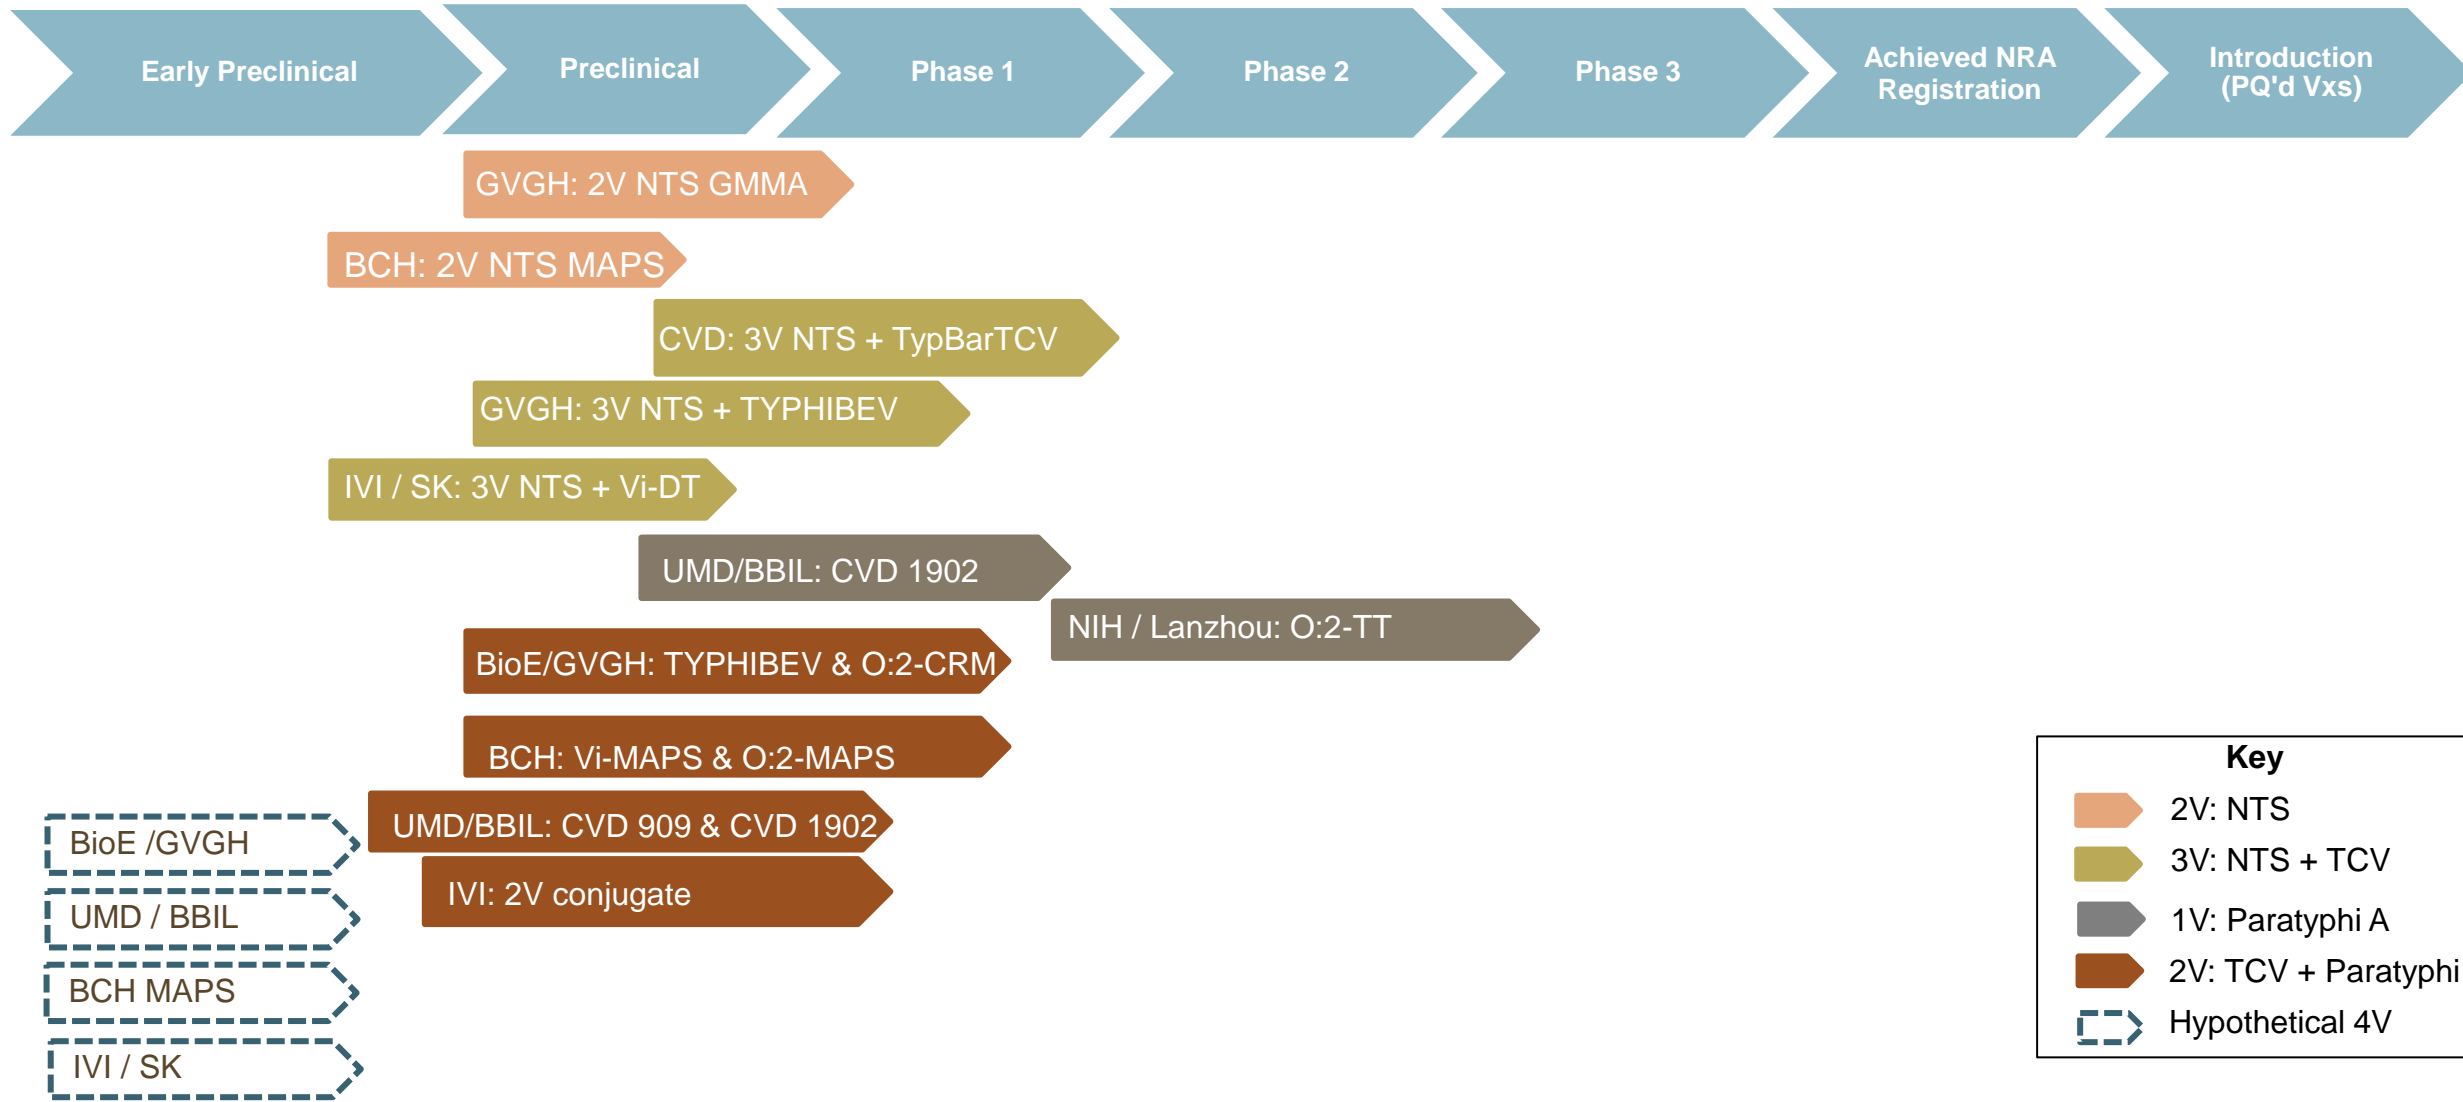 Early Preclinical
Preclinical
Phase 1
Phase 2
Phase 3
Achieved NRA
Registration
Introduction
(PQ'd Vxs)
GVGH: 2V NTS GMMA
BCH: 2V NTS MAPS
CVD: 3V NTS + TypBarTCV
GVGH: 3V NTS + TYPHIBEV
IVI / SK: 3V NTS + Vi-DT
UMD/BBIL: CVD 1902
NIH / Lanzhou: O:2-TT
BioE/GVGH: TYPHIBEV & O:2-CRM
BCH: Vi-MAPS & O:2-MAPS
UMD/BBIL: CVD 909 & CVD 1902
IVI: 2V conjugate
BioE /GVGH
UMD / BBIL
BCH MAPS
IVI / SK
Key
2V: NTS
3V: NTS + TCV
1V: Paratyphi A
2V: TCV + Paratyphi
Hypothetical 4V